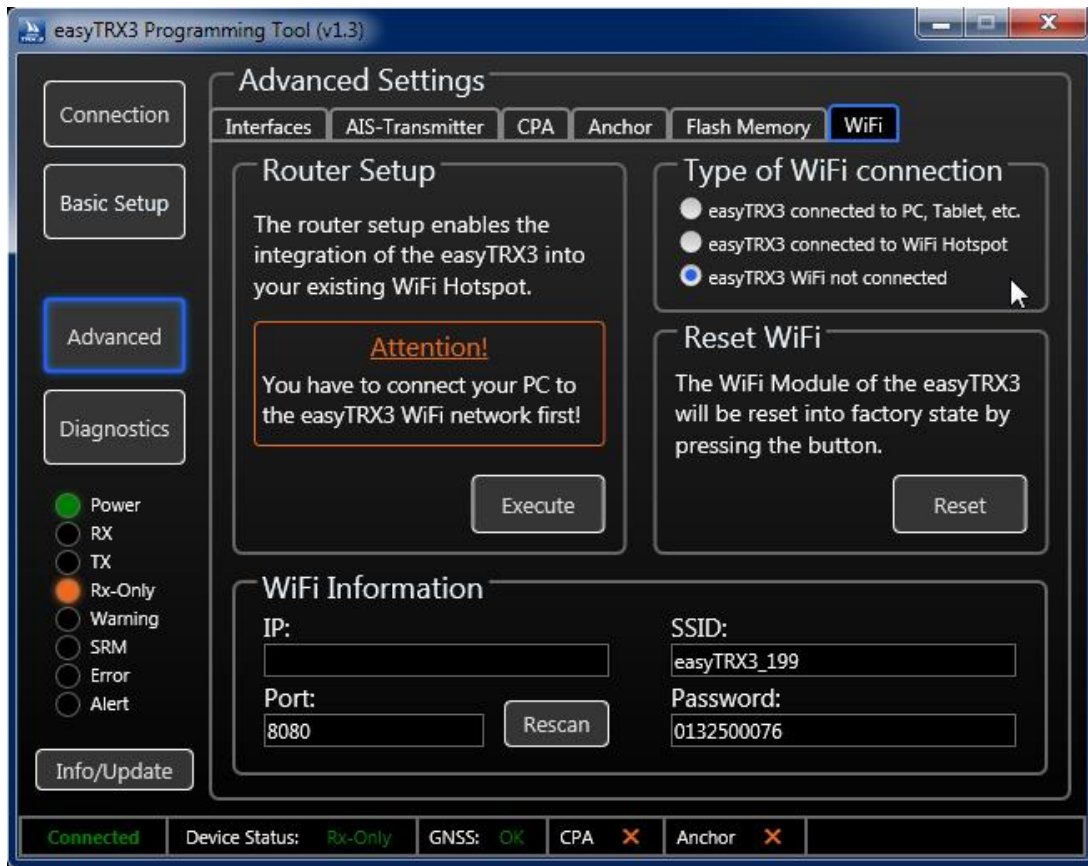 easyTRX3 Programming Tool (v1.3)
Connection
Basic Setup
Advanced
Diagnostics
Power
RX
TX
Rx-Only
Warning
SRM
Error
Alert
Info/Update
Advanced Settings
Interfaces AIS-Transmitter CPA Anchor Flash Memory WiFi
Router Setup
The router setup enables the
integration of the easyTRX3 into
your existing WiFi Hotspot.
Attention!
You have to connect your PC to
the easyTRX3 WiFi network first!
Execute
Type of WiFi connection
easyTRX3 connected to PC, Tablet, etc.
easyTRX3 connected to WiFi Hotspot
easyTRX3 WiFi not connected
Reset WiFi
The WiFi Module of the easyTRX3
will be reset into factory state by
pressing the button.
Reset
WiFi Information
IP:
Port:
8080
Rescan
SSID:
easyTRX3_199
Password:
0132500076
Connected Device Status: Rx-Only GNSS: OK CPA Anchor